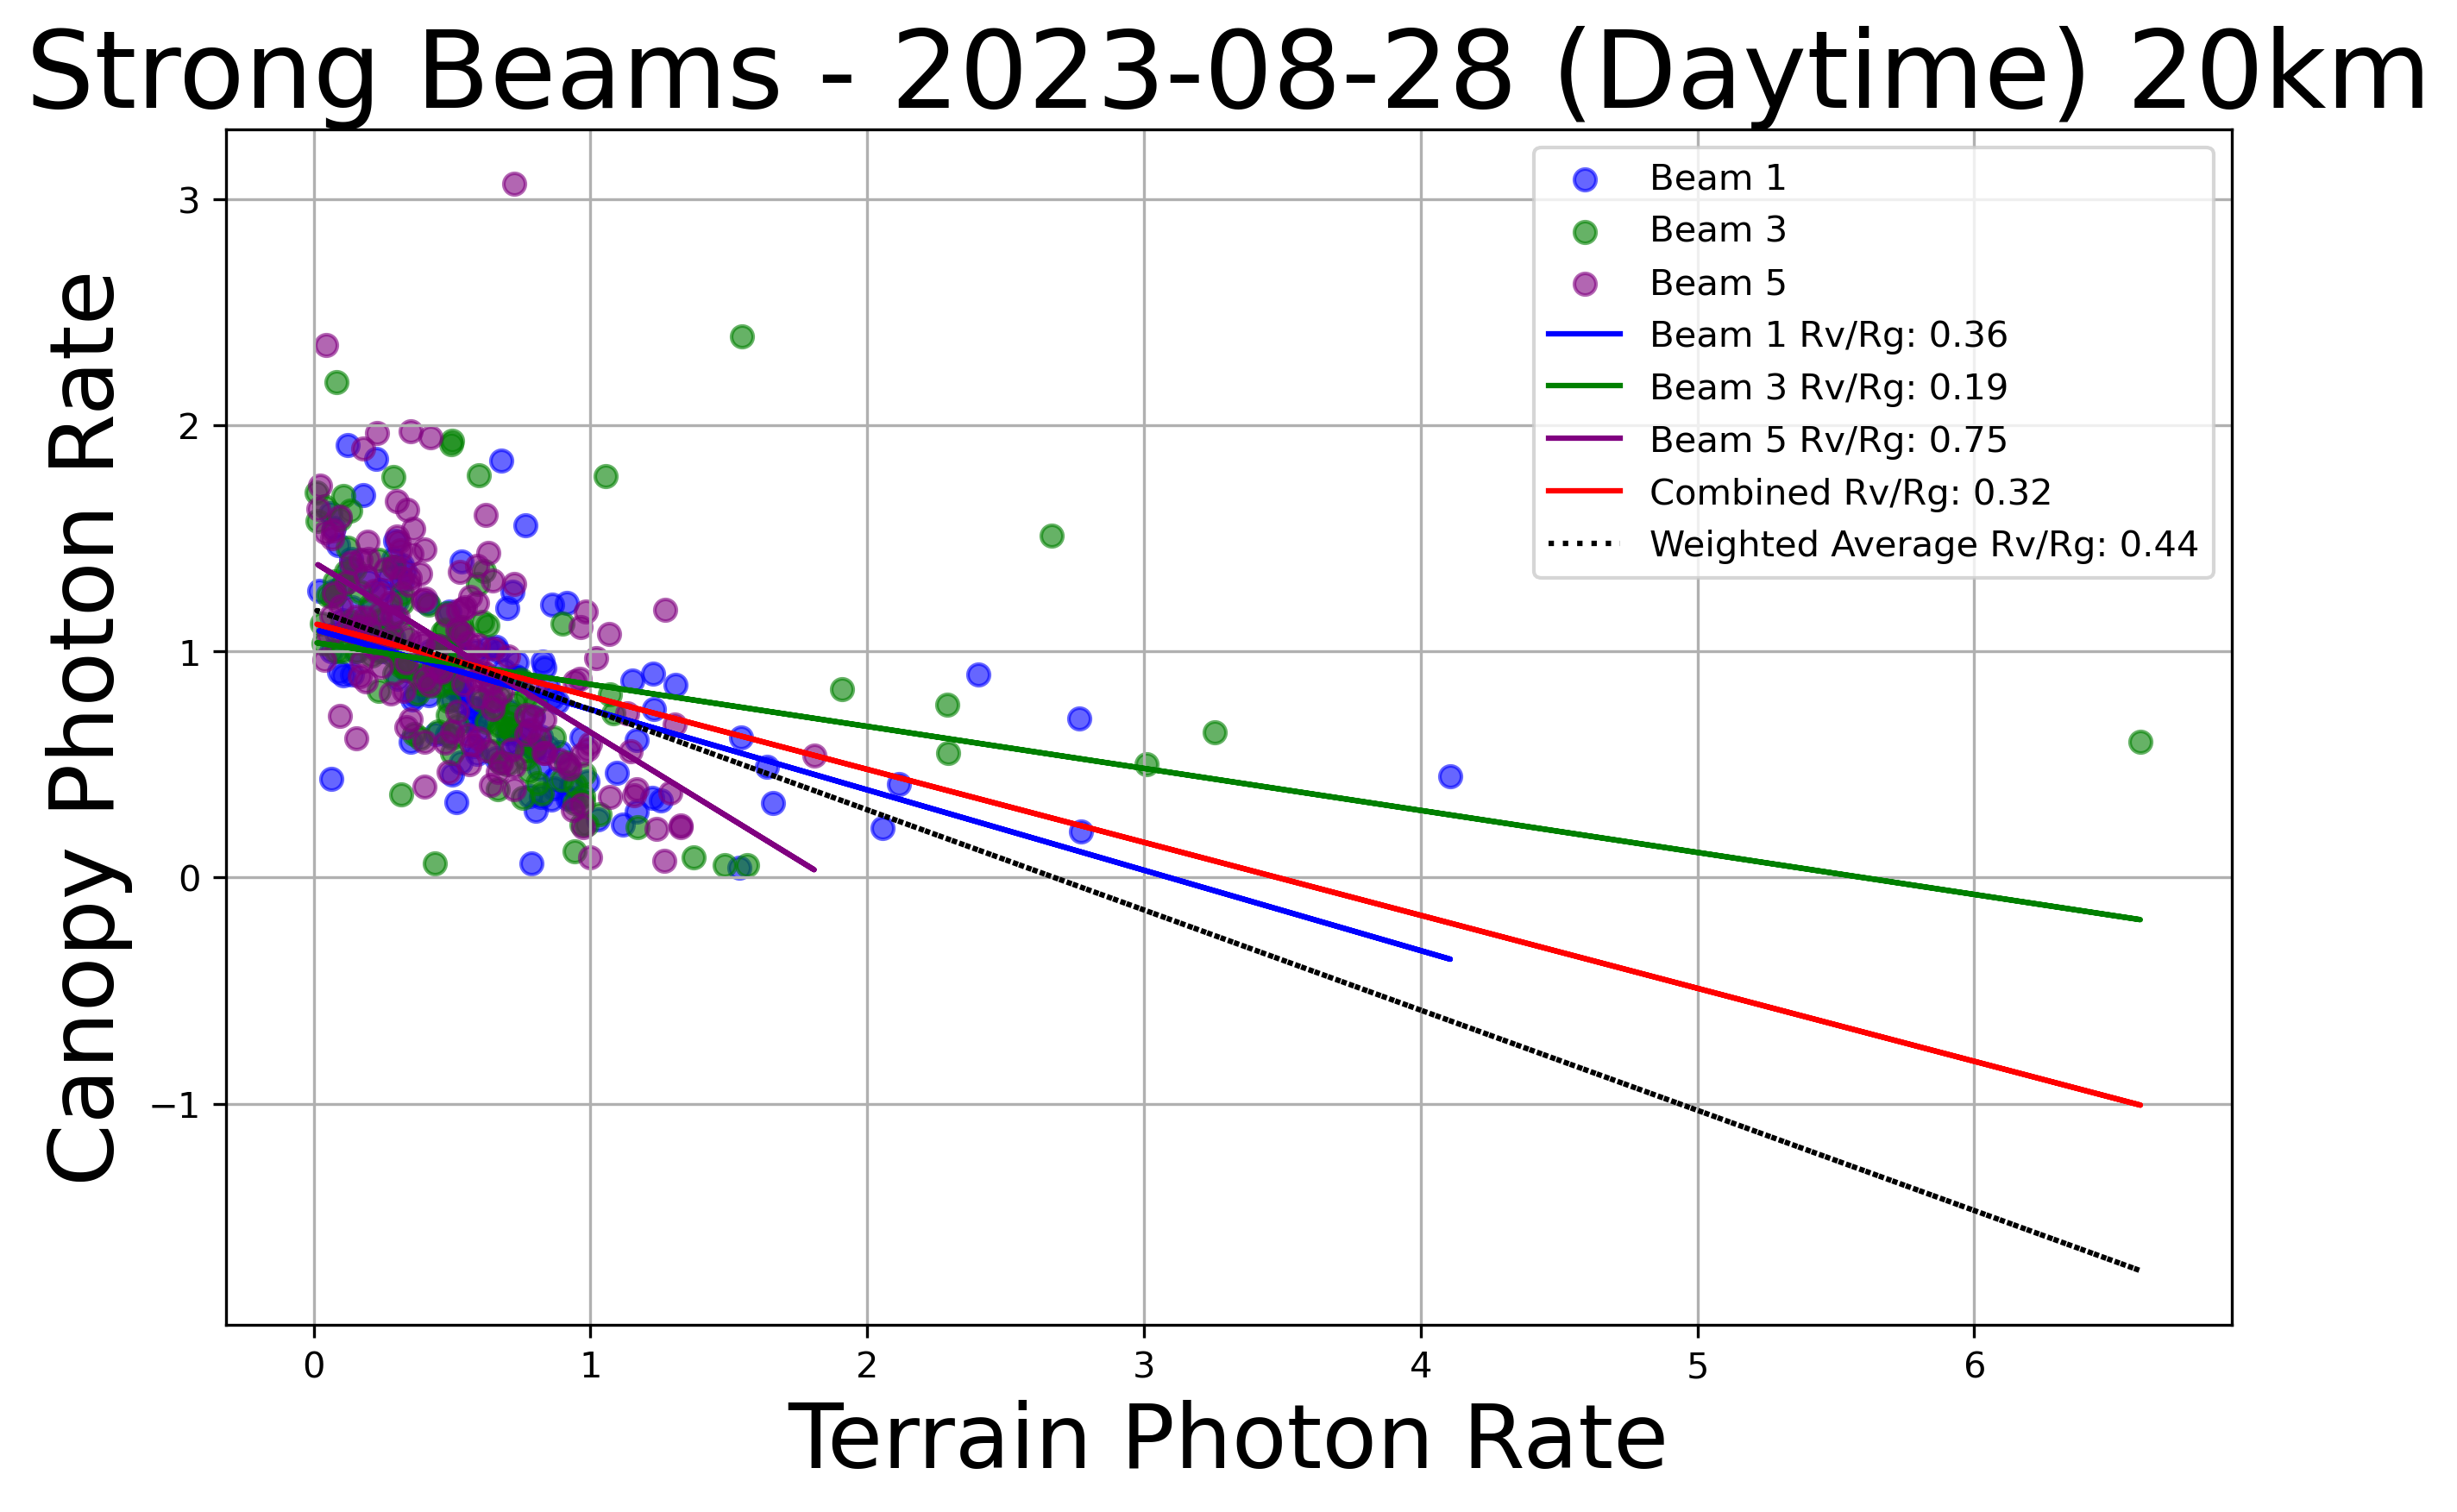 Strong Beams - 2023-08-28 (Daytime) 20km
Canopy Photon Rate
3
2
1
0
−1
Beam 1
Beam 3
Beam 5
Beam 1 Rv/Rg: 0.36
Beam 3 Rv/Rg: 0.19
Beam 5 Rv/Rg: 0.75
Combined Rv/Rg: 0.32
Weighted Average Rv/Rg: 0.44
0 1 2 3 4 5 6
Terrain Photon Rate